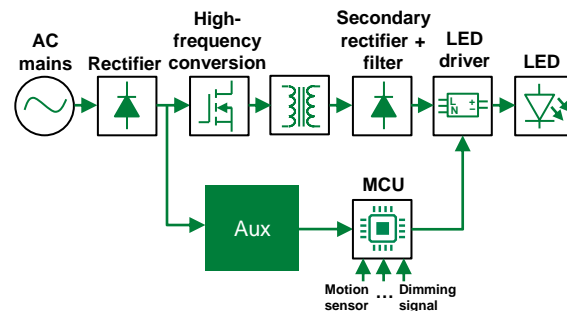 AC
mains
Rectifier
High-
frequency
conversion
Secondary
rectifier +
filter
LED
driver
LED
L
N
+
−
Aux
MCU
Motion
sensor
...
Dimming
signal